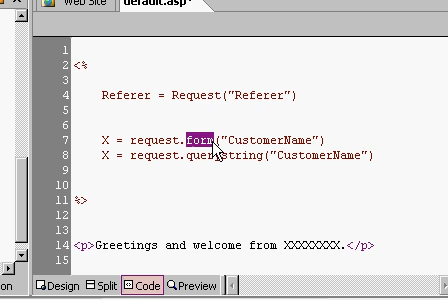 Web Site default.asp*
1
2 <%
3
4 Referer = Request("Referer")
5
6
7 X = request.form("CustomerName")
8 X = request.querystring("CustomerName")
9
10
11 %>
12
13
14 <p>Greetings and welcome from XXXXXXXX.</p>
15
on Design Split Code Preview